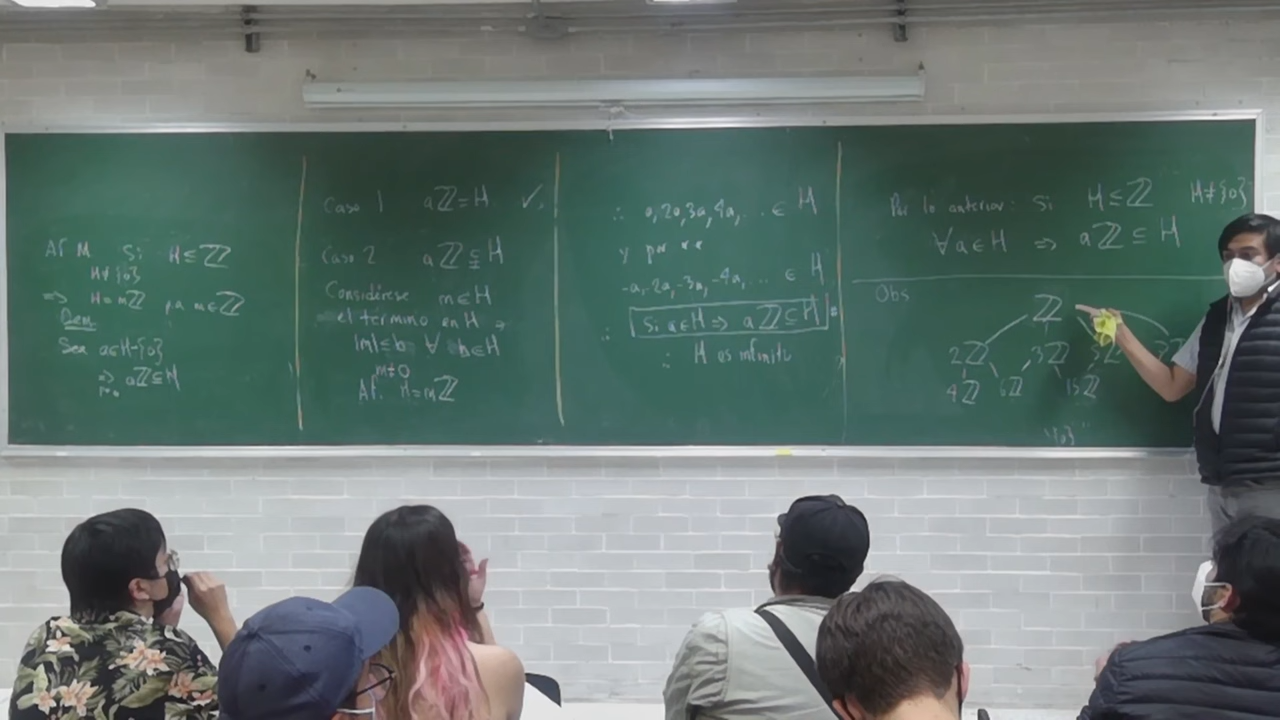 Af M Si H ≤ ℤ
H≠{0}
⇒ H=mℤ p.a m∈ℤ
Dem
Sea a∈H-{0}
⇒ aℤ⊆H
Caso 1 aℤ=H ✓
Caso 2 aℤ⊊H
Considérese m∈H
el término en H
|m|≤b ∀ b∈H
m≠0
Af. H=mℤ
∴ a,2a,3a,4a,... ∈ H
y por
-a,-2a,-3a,-4a,... ∈ H
∴ Si a∈H ⇒ aℤ⊆H
∴ H es infinito
Por lo anterior: Si H≤ℤ H≠{0}
∀a∈H ⇒ aℤ⊆H
Obs
ℤ
2ℤ 3ℤ 5ℤ
4ℤ 6ℤ 15ℤ
"{0}"